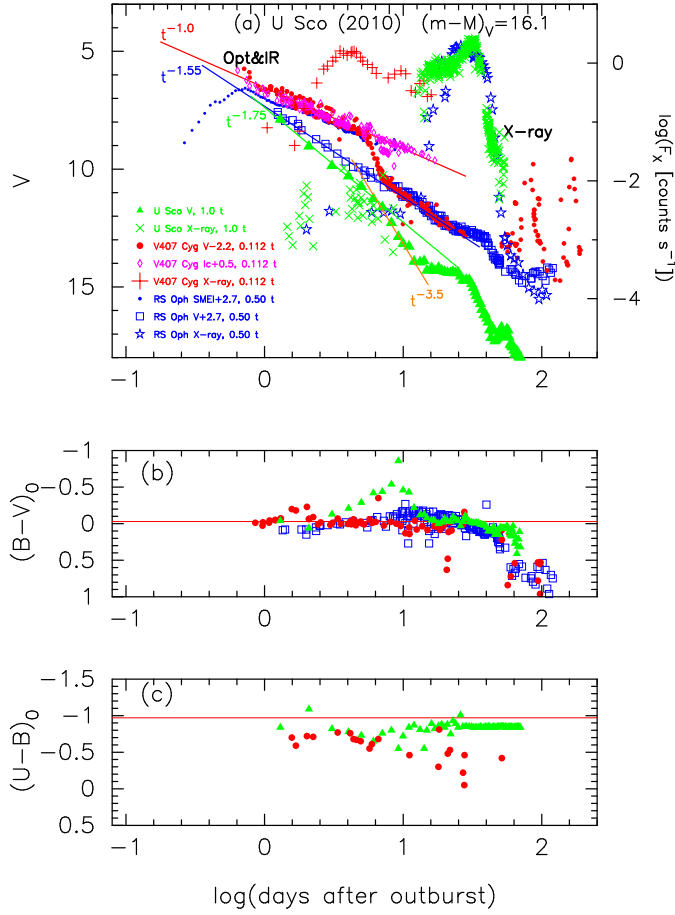 (a) U Sco (2010) (m-M)V=16.1
t-1.0
Opt&IR
t-1.55
t-1.75
X-ray
t-3.5
U Sco V, 1.0 t
U Sco X-ray, 1.0 t
V407 Cyg V-2.2, 0.112 t
V407 Cyg Ic+0.5, 0.112 t
V407 Cyg X-ray, 0.112 t
RS Oph SMEI+2.7, 0.50 t
RS Oph V+2.7, 0.50 t
RS Oph X-ray, 0.50 t
V
5
10
15
log(fx [counts s-1])
0
-2
-4
-1 0 1 2
(b)
(B-V)0
-1
-0.5
0
0.5
1
-1 0 1 2
(c)
(U-B)0
-1.5
-1
-0.5
0
0.5
-1 0 1 2
log(days after outburst)